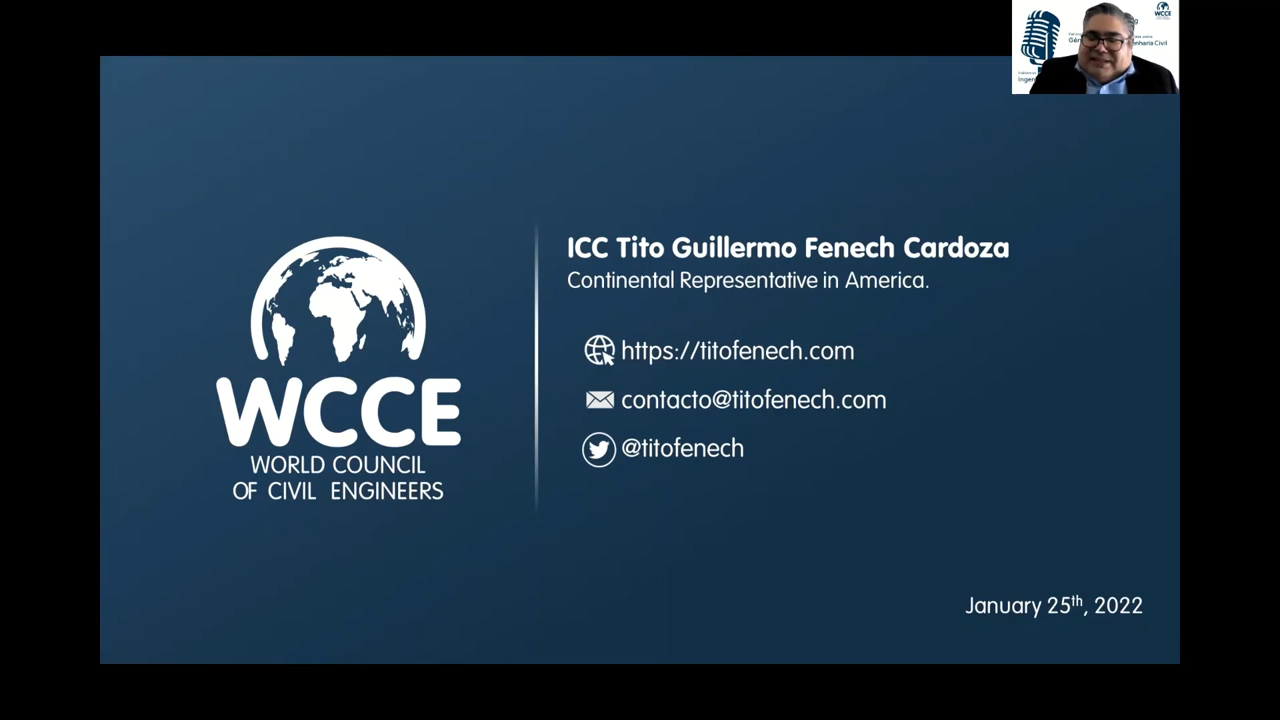 WCCE
ICC Tito Guillermo Fenech Cardoza
Continental Representative in America.
https://titofenech.com
contacto@titofenech.com
@titofenech
WCCE
WORLD COUNCIL
OF CIVIL ENGINEERS
January 25th, 2022